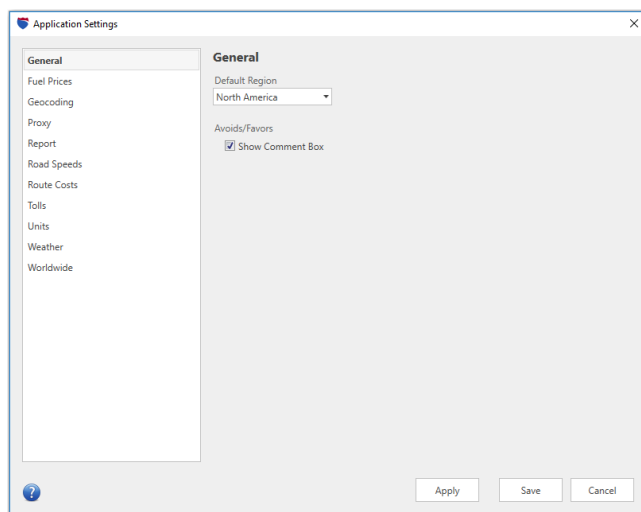 Application Settings
General
Fuel Prices
Geocoding
Proxy
Report
Road Speeds
Route Costs
Tolls
Units
Weather
Worldwide
General
Default Region
North America
Avoids/Favors
Show Comment Box
?
Apply
Save
Cancel